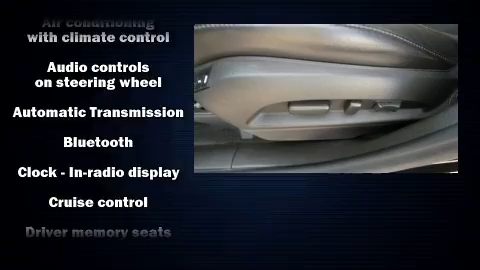 Air conditioning
with climate control
Audio controls
on steering wheel
Automatic Transmission
Bluetooth
Clock - In-radio display
Cruise control
Driver memory seats